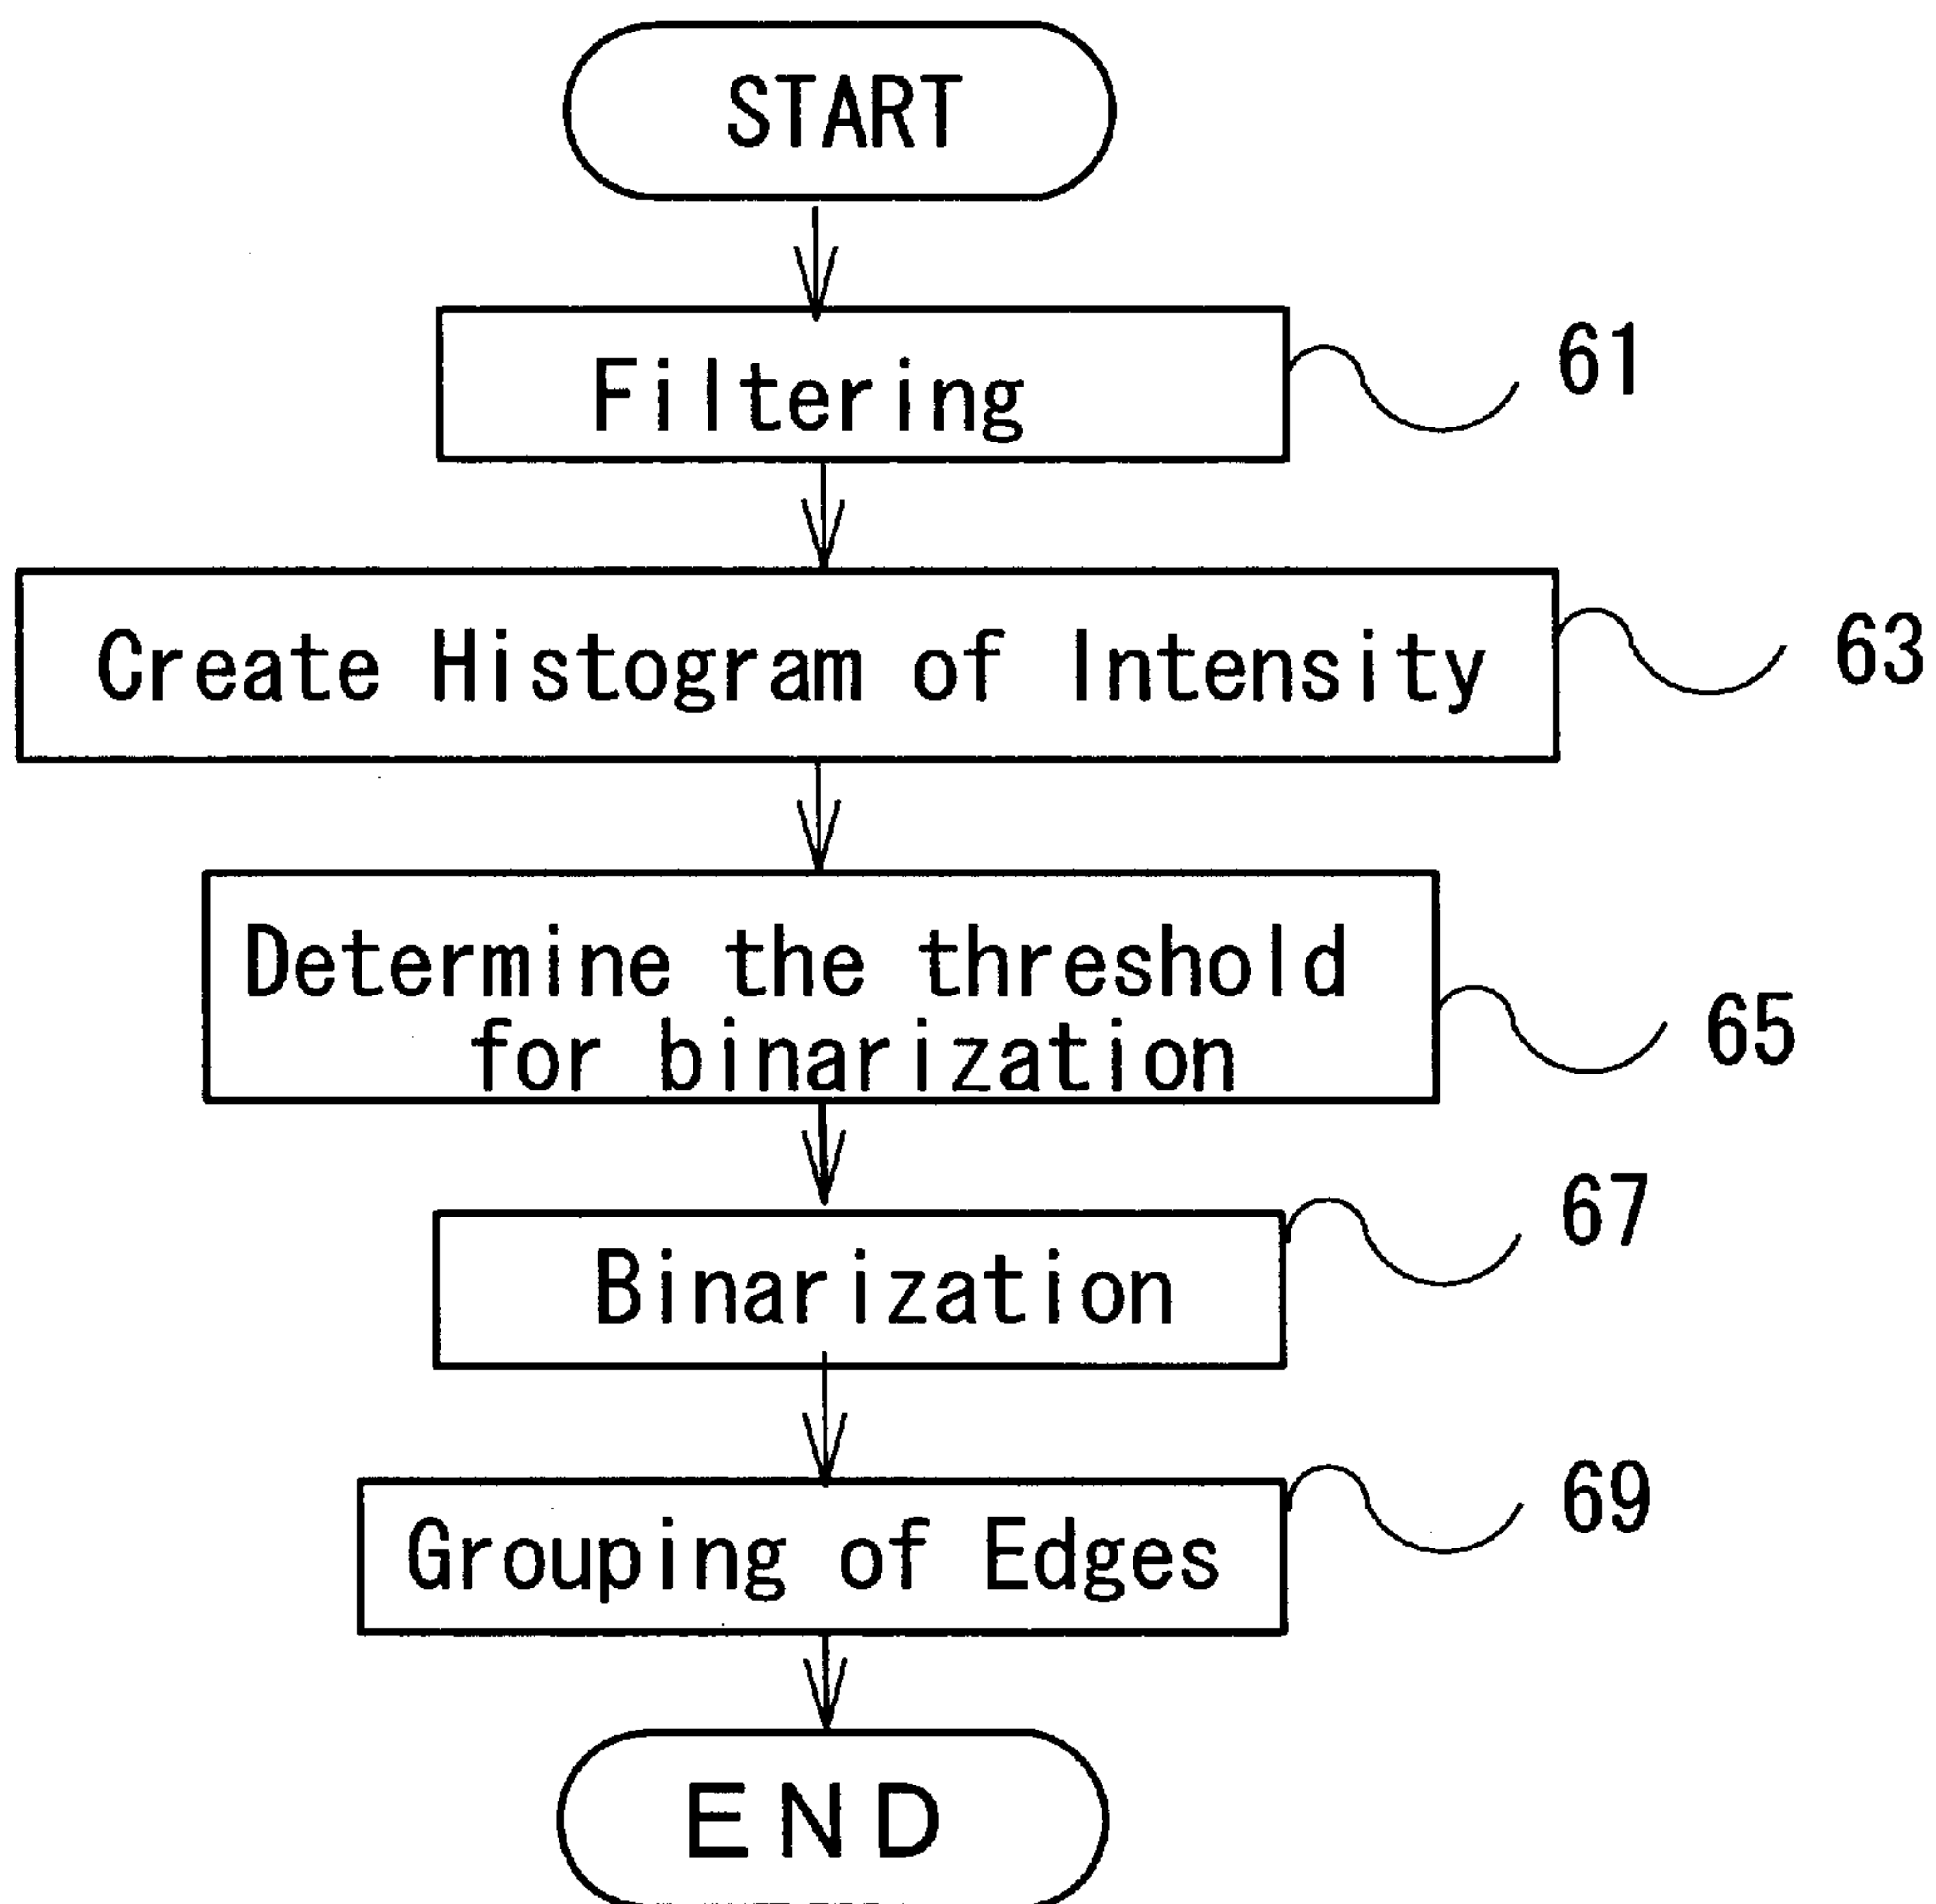 START
Filtering
61
Create Histogram of Intensity
63
Determine the threshold
for binarization
65
Binarization
67
Grouping of Edges
69
END